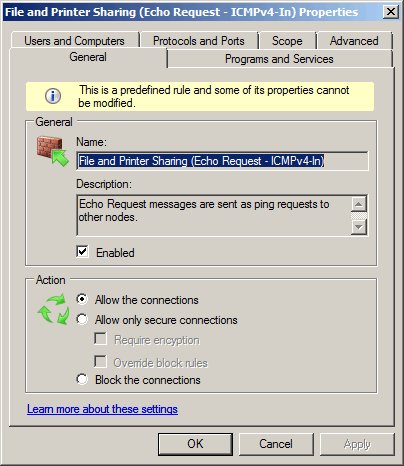 File and Printer Sharing (Echo Request - ICMPv4-In) Properties
Users and Computers
Protocols and Ports
Scope
Advanced
General
Programs and Services
This is a predefined rule and some of its properties cannot
be modified.
General
Name:
File and Printer Sharing (Echo Request - ICMPv4-In)
Description:
Echo Request messages are sent as ping requests to
other nodes.
Enabled
Action
Allow the connections
Allow only secure connections
Require encyption
Override block rules
Block the connections
Learn more about these settings
OK
Cancel
Apply